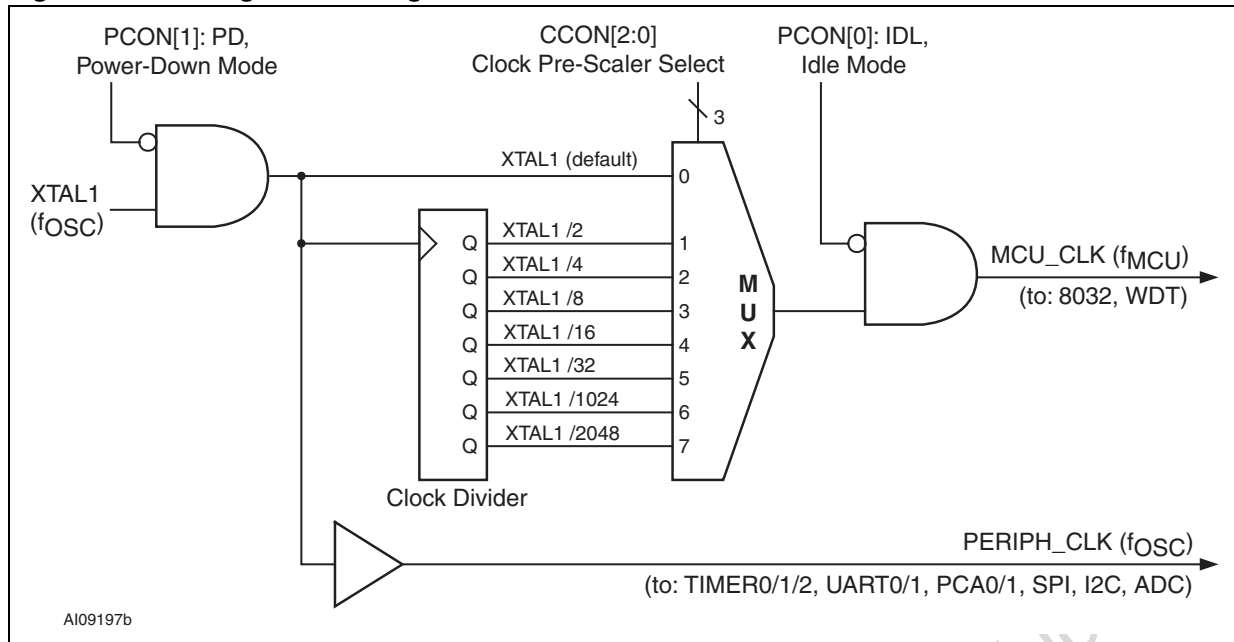 PCON[1]: PD,
Power-Down Mode
CCON[2:0]
Clock Pre-Scaler Select
PCON[0]: IDL,
Idle Mode
3
XTAL1
(fOSC)
XTAL1 (default)
0
Q
XTAL1 /2
1
Q
XTAL1 /4
2
Q
XTAL1 /8
3
Q
XTAL1 /16
4
Q
XTAL1 /32
5
Q
XTAL1 /1024
6
Q
XTAL1 /2048
7
M
U
X
Clock Divider
MCU_CLK (fMCU)
(to: 8032, WDT)
PERIPH_CLK (fOSC)
(to: TIMER0/1/2, UART0/1, PCA0/1, SPI, I2C, ADC)
AI09197b